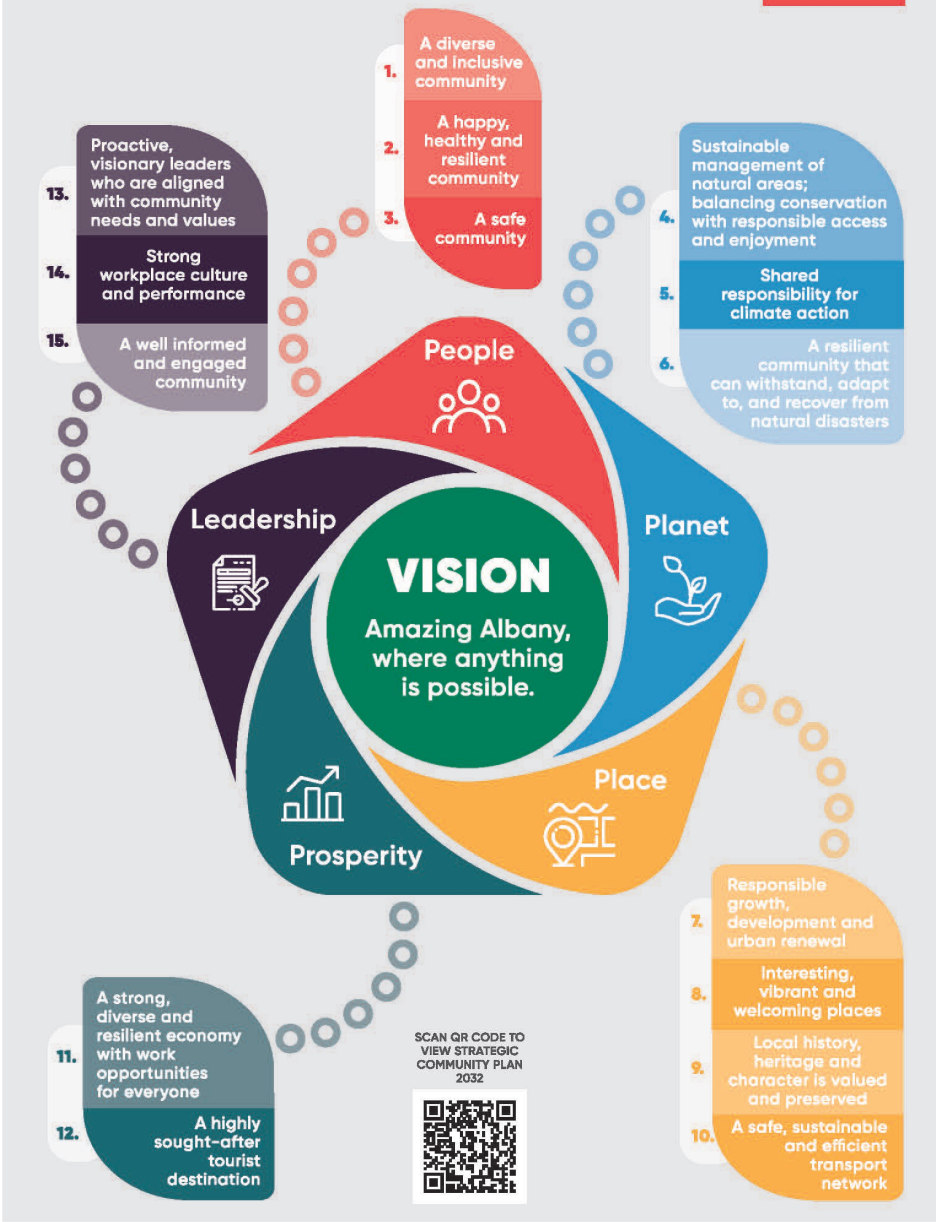 1.
A diverse
and inclusive
community
2.
A happy,
healthy and
resilient
community
3.
A safe
community
4.
Sustainable
management of
natural areas;
balancing conservation
with responsible access
and enjoyment
5.
Shared
responsibility for
climate action
6.
A resilient
community that
can withstand, adapt
to, and recover from
natural disasters
13.
Proactive,
visionary leaders
who are aligned
with community
needs and values
14.
Strong
workplace culture
and performance
15.
A well informed
and engaged
community
People
Leadership
Planet
VISION
Amazing Albany,
where anything
is possible.
Place
Prosperity
7.
Responsible
growth,
development and
urban renewal
8.
Interesting,
vibrant and
welcoming places
9.
Local history,
heritage and
character is valued
and preserved
10.
A safe, sustainable
and efficient
transport
network
11.
A strong,
diverse and
resilient economy
with work
opportunities
for everyone
12.
A highly
sought-after
tourist
destination
SCAN QR CODE TO
VIEW STRATEGIC
COMMUNITY PLAN
2032